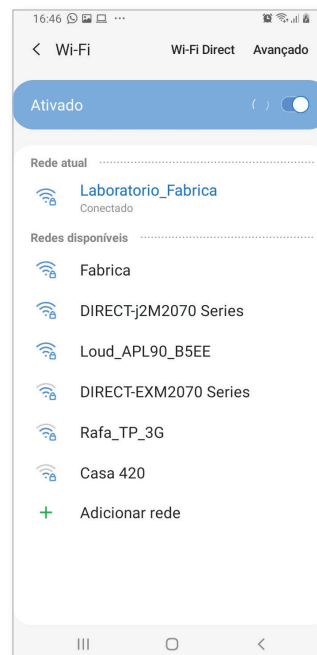 16:46
Wi-Fi Wi-Fi Direct Avançado
Ativado
Rede atual
Laboratorio_Fabrica
Conectado
Redes disponíveis
Fabrica
DIRECT-j2M2070 Series
Loud_APL90_B5EE
DIRECT-EXM2070 Series
Rafa_TP_3G
Casa 420
Adicionar rede